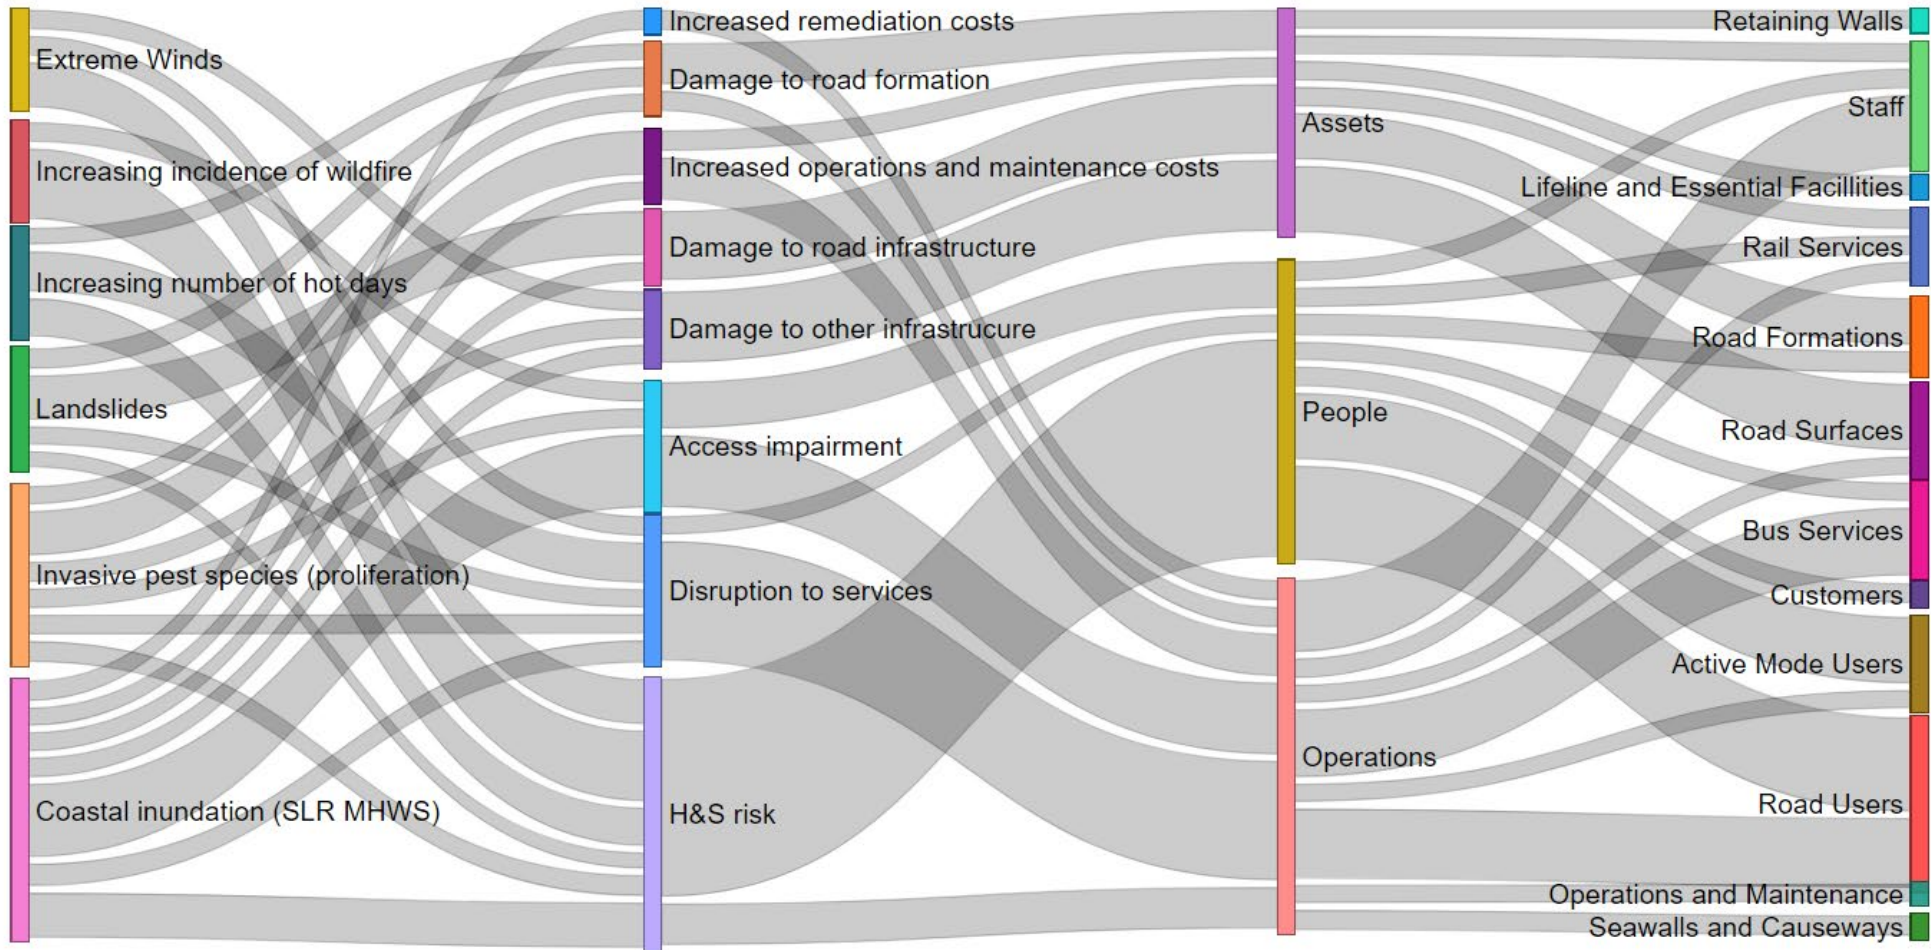 Extreme Winds
Increasing incidence of wildfire
Increasing number of hot days
Landslides
Invasive pest species (proliferation)
Coastal inundation (SLR MHWS)
Increased remediation costs
Damage to road formation
Increased operations and maintenance costs
Damage to road infrastructure
Damage to other infrastrucure
Access impairment
Disruption to services
H&S risk
Assets
People
Operations
Retaining Walls
Staff
Lifeline and Essential Facillities
Rail Services
Road Formations
Road Surfaces
Bus Services
Customers
Active Mode Users
Road Users
Operations and Maintenance
Seawalls and Causeways